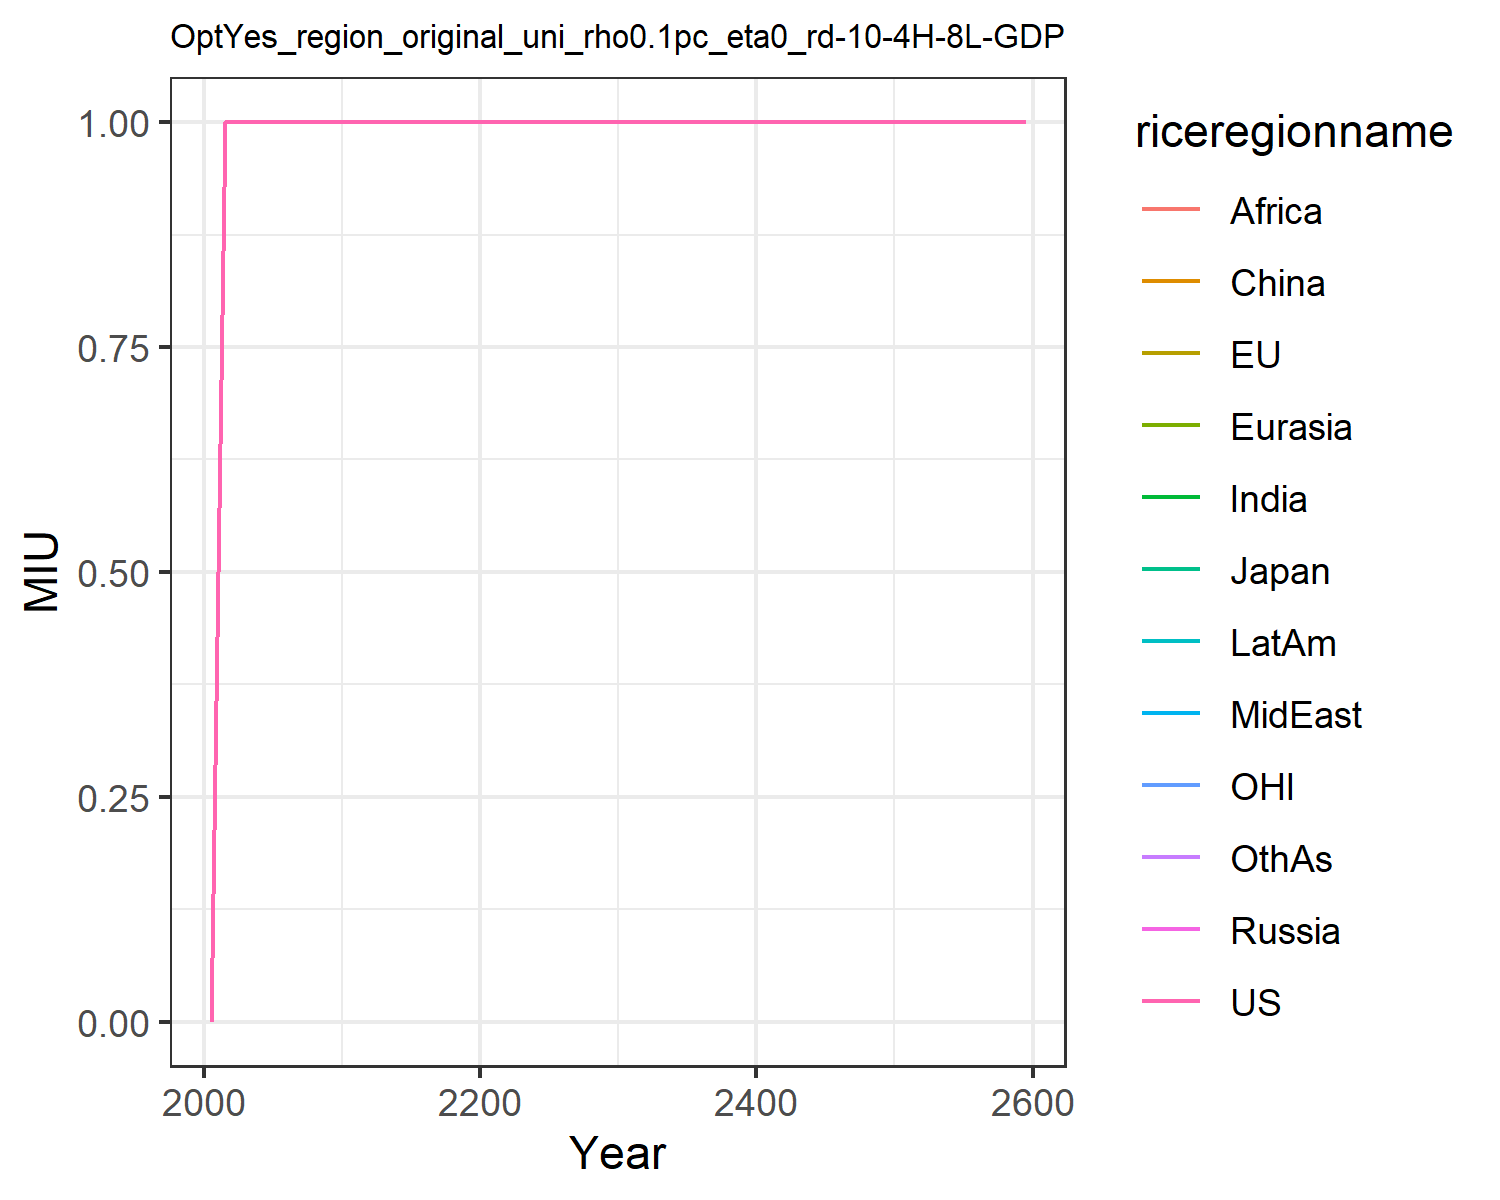 OptYes_region_original_uni_rho0.1pc_eta0_rd-10-4H-8L-GDP
1.00
0.75
0.50
0.25
0.00
MIU
2000 2200 2400 2600
Year
riceregionname
Africa
China
EU
Eurasia
India
Japan
LatAm
MidEast
OHI
OthAs
Russia
US